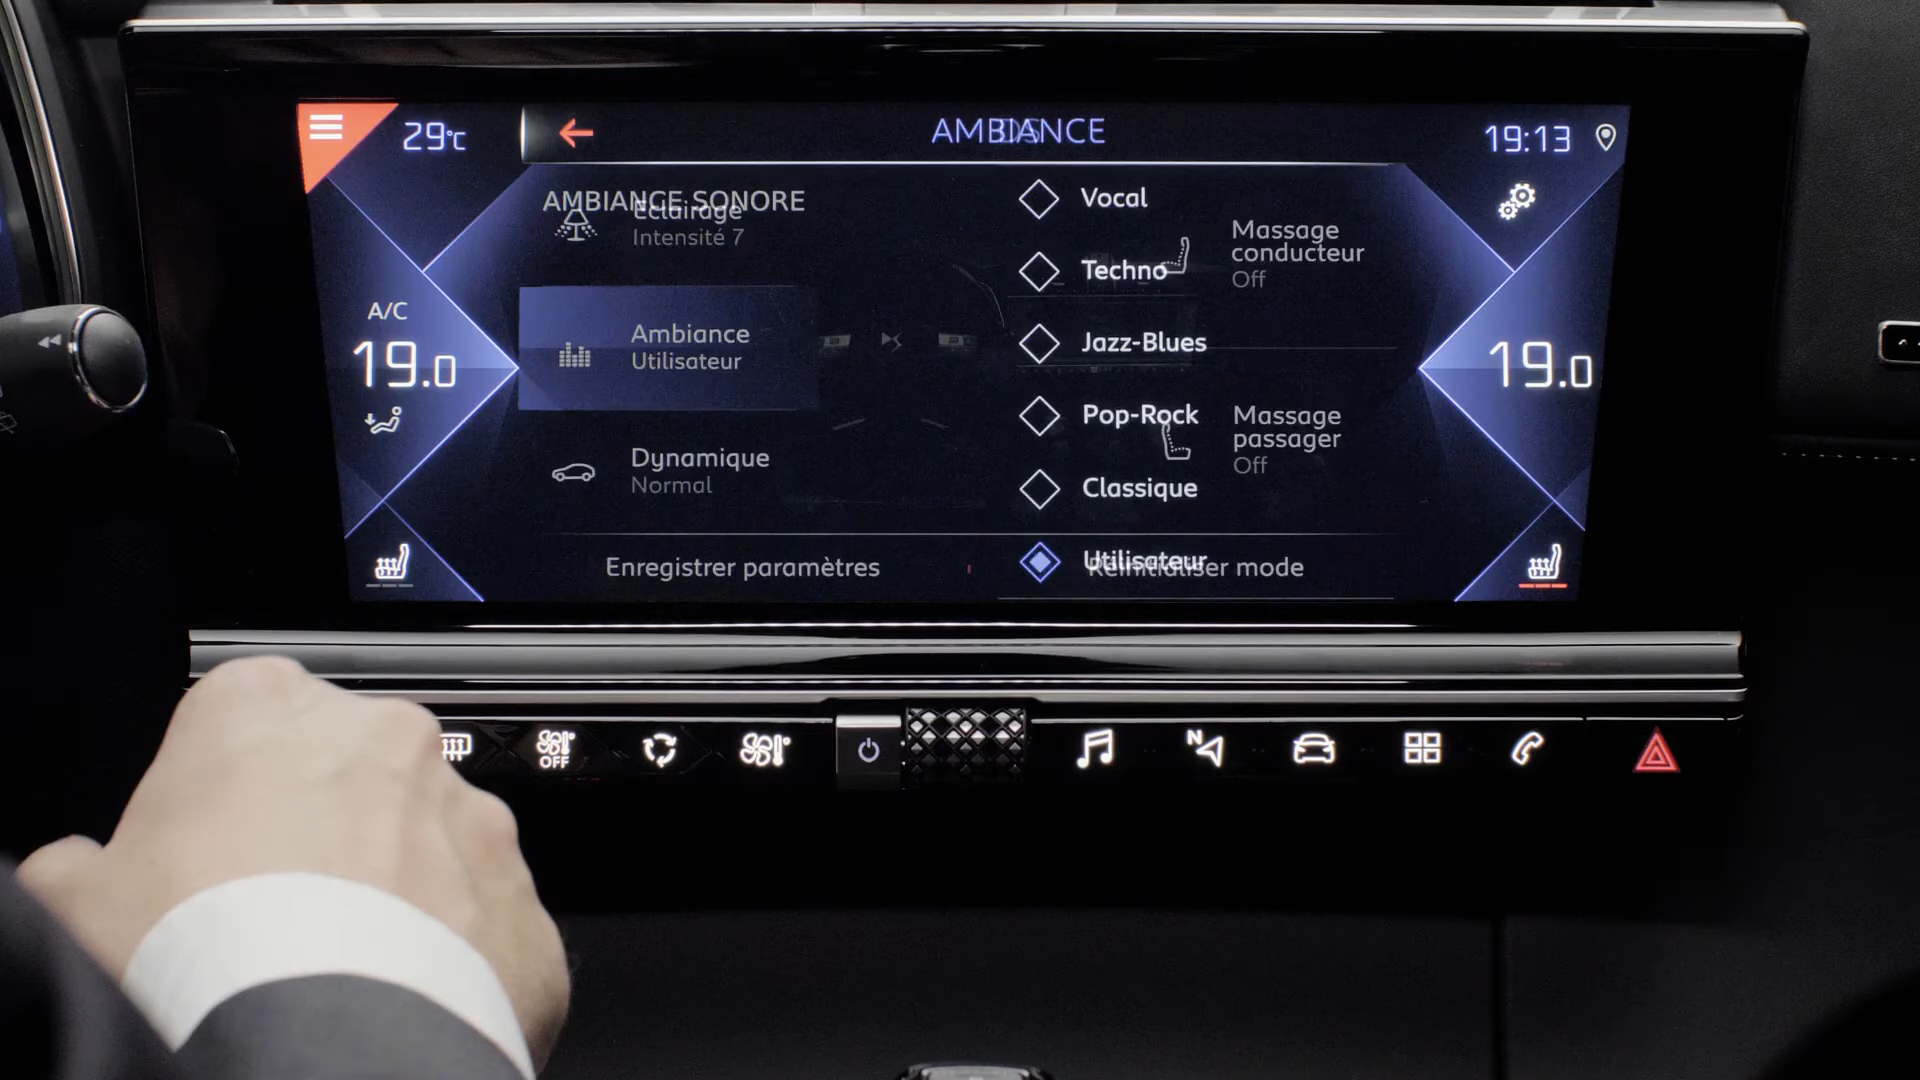 29°C
AMBIANCE
19:13
AMBIANCE SONORE
Eclairage
Intensité 7
Ambiance
Utilisateur
Dynamique
Normal
Vocal
Techno
Jazz-Blues
Pop-Rock
Classique
Utilisateur
Massage
conducteur
Off
Massage
passager
Off
A/C
19.0
19.0
Enregistrer paramètres
Réinitialiser mode
OFF
N